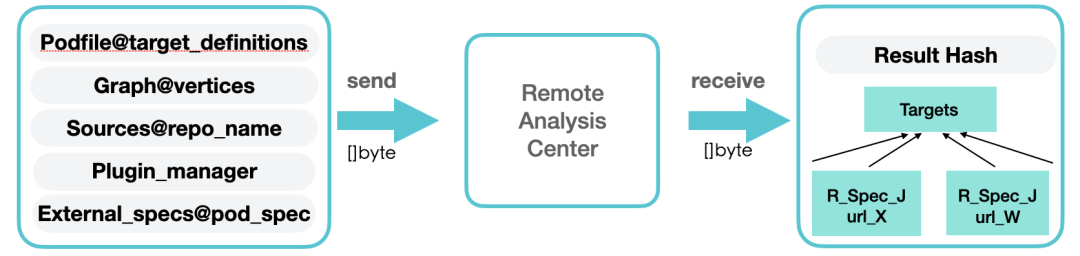 Podfile@target_definitions
Graph@vertices
Sources@repo_name
Plugin_manager
External_specs@pod_spec
send
[]byte
Remote
Analysis
Center
receive
[]byte
Result Hash
Targets
R_Spec_J
url_X
R_Spec_J
url_W